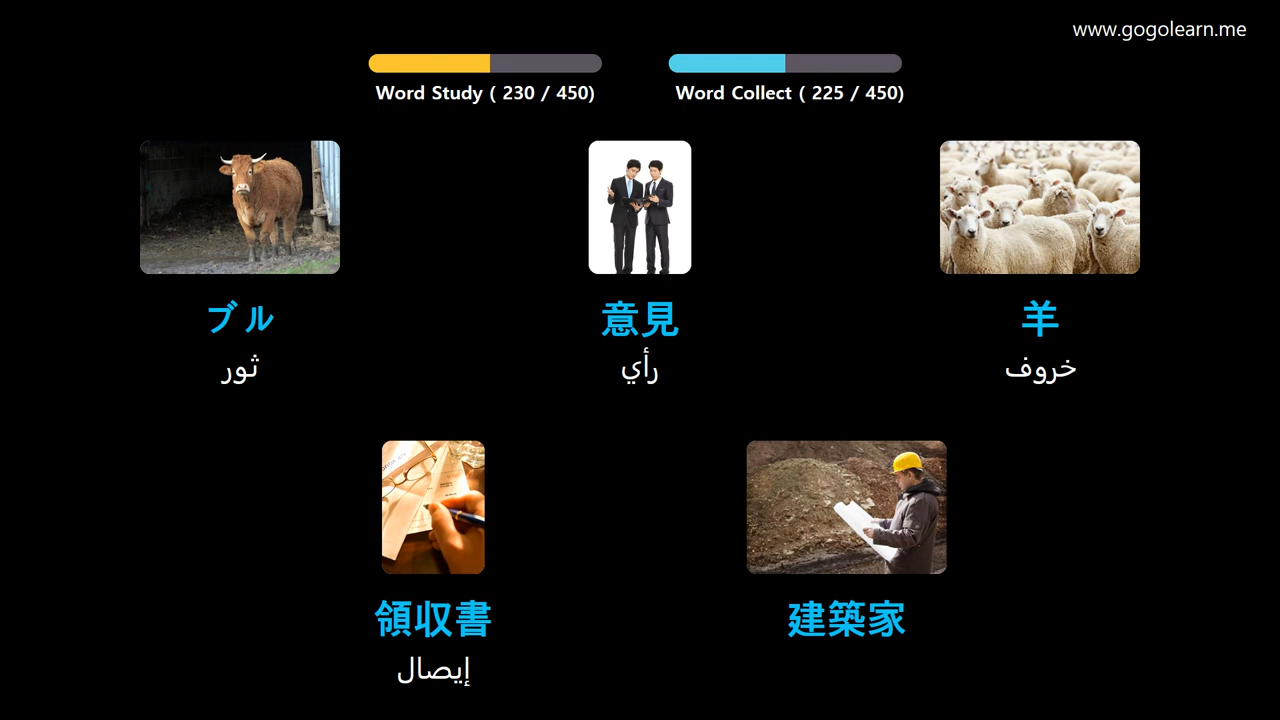 www.gogolearn.me
Word Study ( 230 / 450)
Word Collect ( 225 / 450)
ブル
意見
羊
ثور
رأي
خروف
領収書
建築家
إيصال